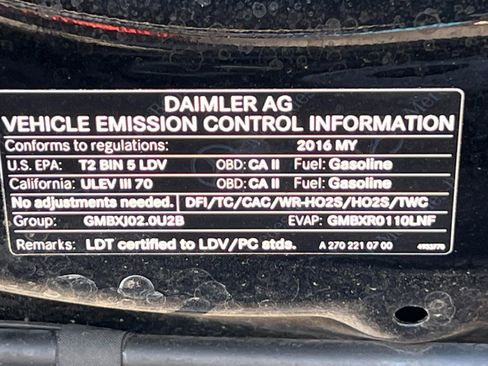 DAIMLER AG
VEHICLE EMISSION CONTROL INFORMATION
Conforms to regulations: 2016 MY
U.S. EPA: T2 BIN 5 LDV OBD: CA II Fuel: Gasoline
California: ULEV III 70 OBD: CA II Fuel: Gasoline
No adjustments needed. DFI/TC/CAC/WR-HO2S/HO2S/TWC
Group: GMBXJ02.0U2B EVAP: GMBXR0110LNF
Remarks: LDT certified to LDV/PC stds. A 270 221 07 00